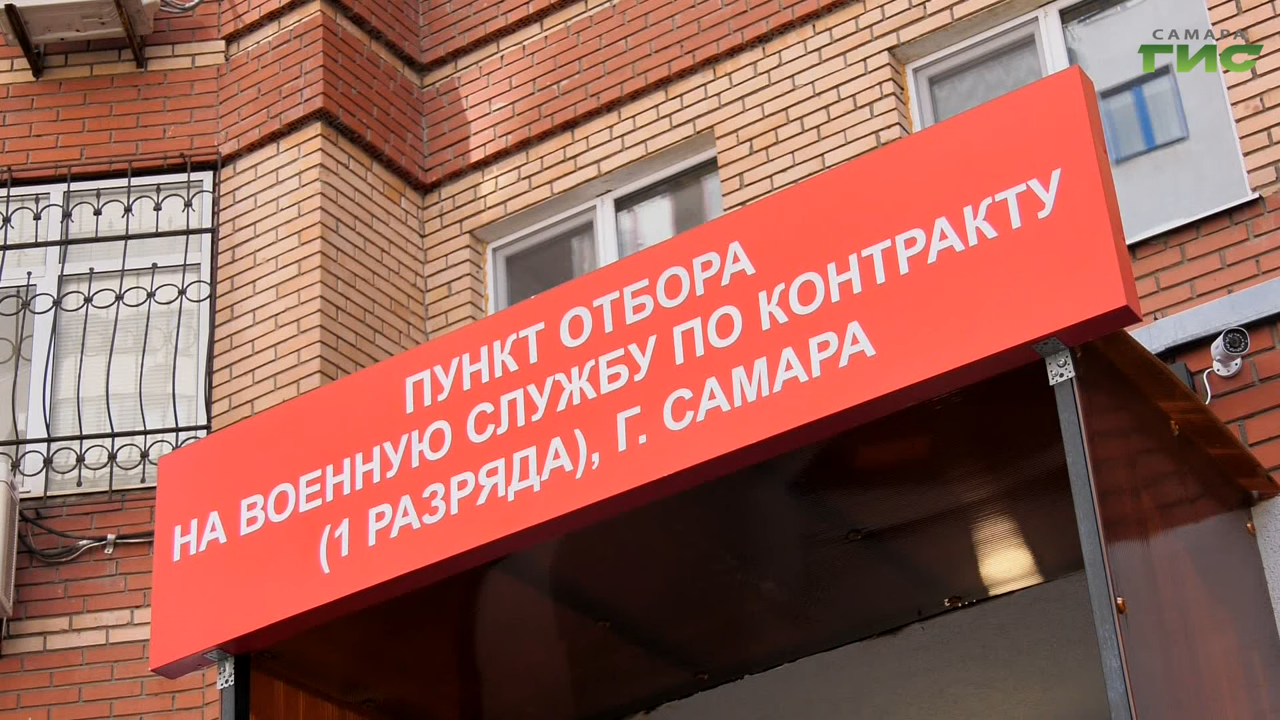 САМАРА
ГИС
ПУНКТ ОТБОРА
НА ВОЕННУЮ СЛУЖБУ ПО КОНТРАКТУ
(1 РАЗРЯДА), Г. САМАРА